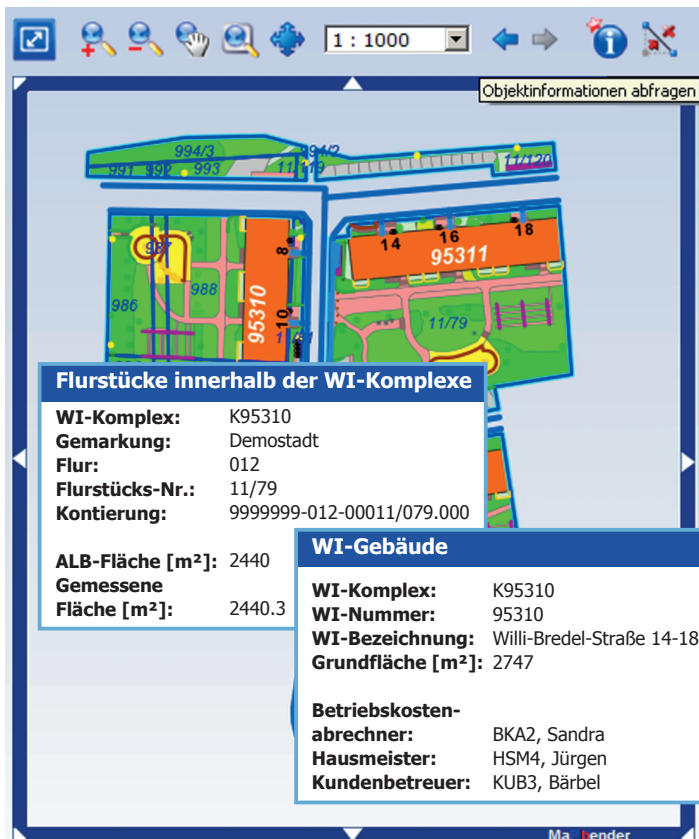 1 : 1000
Objektinformationen abfragen
994/3
994/2
991 992 993
11/119
11/120
987
988
986
8
10
95310
14 16 18
95311
11/79
Flurstücke innerhalb der WI-Komplexe
WI-Komplex: K95310
Gemarkung: Demostadt
Flur: 012
Flurstücks-Nr.: 11/79
Kontierung: 9999999-012-00011/079.000
ALB-Fläche [m²]: 2440
Gemessene
Fläche [m²]: 2440.3
WI-Gebäude
WI-Komplex: K95310
WI-Nummer: 95310
WI-Bezeichnung: Willi-Bredel-Straße 14-18
Grundfläche [m²]: 2747
Betriebskosten-
abrechner: BKA2, Sandra
Hausmeister: HSM4, Jürgen
Kundenbetreuer: KUB3, Bärbel